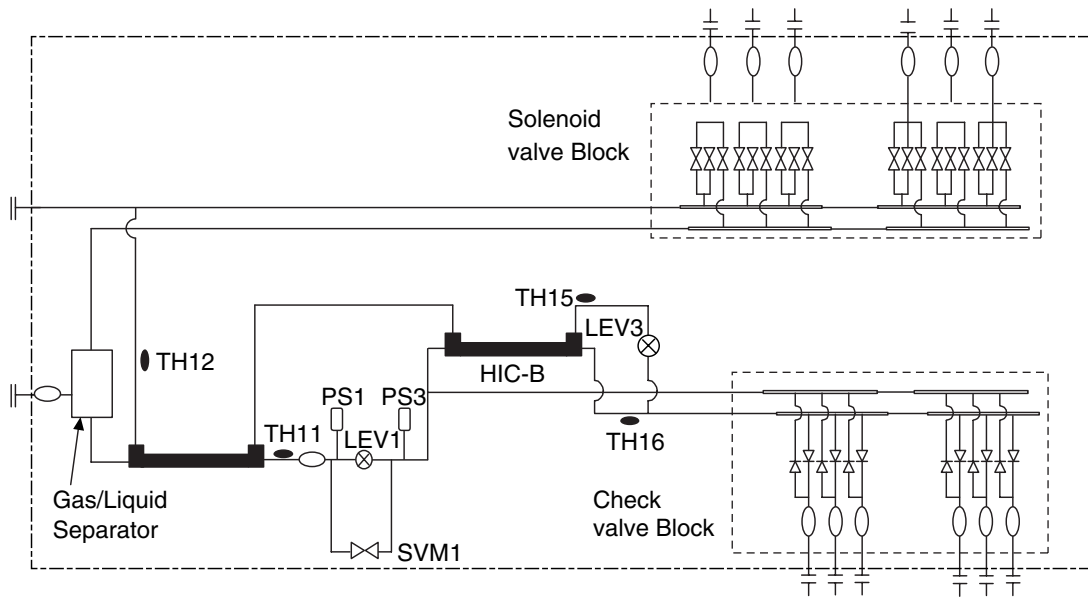 Solenoid
valve Block
TH15
LEV3
TH12
HIC-B
PS1
PS3
TH11
LEV1
TH16
Gas/Liquid
Separator
Check
valve Block
SVM1